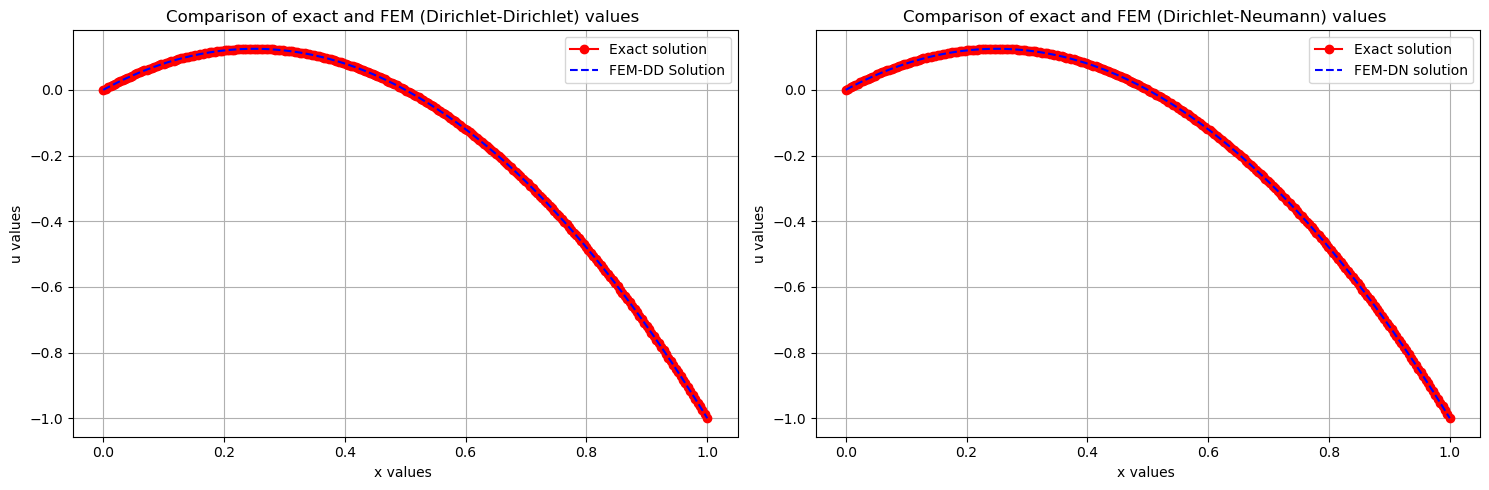 Comparison of exact and FEM (Dirichlet-Dirichlet) values
Exact solution
FEM-DD Solution
u values
0.0
−0.2
−0.4
−0.6
−0.8
−1.0
0.0 0.2 0.4 0.6 0.8 1.0
x values
Comparison of exact and FEM (Dirichlet-Neumann) values
Exact solution
FEM-DN solution
u values
0.0
−0.2
−0.4
−0.6
−0.8
−1.0
0.0 0.2 0.4 0.6 0.8 1.0
x values